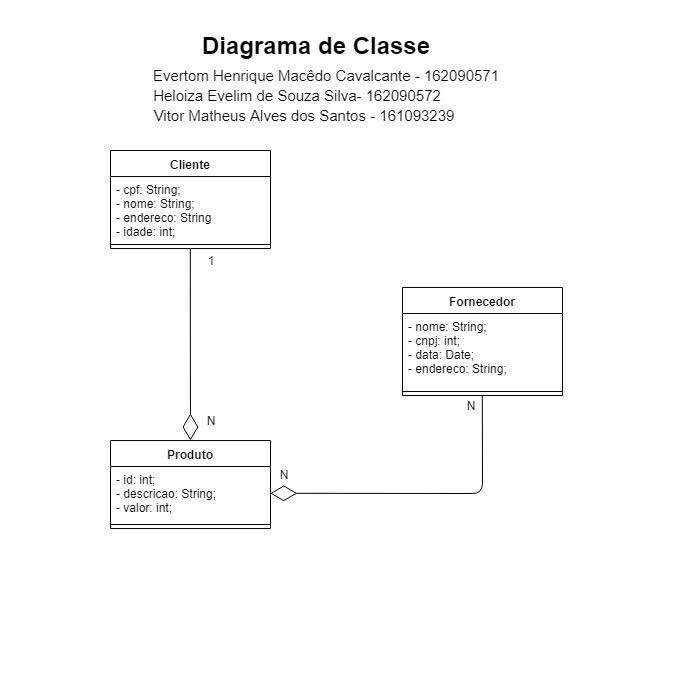 Diagrama de Classe
Evertom Henrique Macêdo Cavalcante - 162090571
Heloiza Evelim de Souza Silva- 162090572
Vitor Matheus Alves dos Santos - 161093239
Cliente
- cpf: String;
- nome: String;
- endereco: String
- idade: int;
1
Fornecedor
- nome: String;
- cnpj: int;
- data: Date;
- endereco: String;
N
N
Produto
- id: int;
- descricao: String;
- valor: int;
N